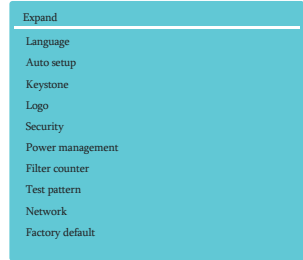 Expand
Language
Auto setup
Keystone
Logo
Security
Power management
Filter counter
Test pattern
Network
Factory default